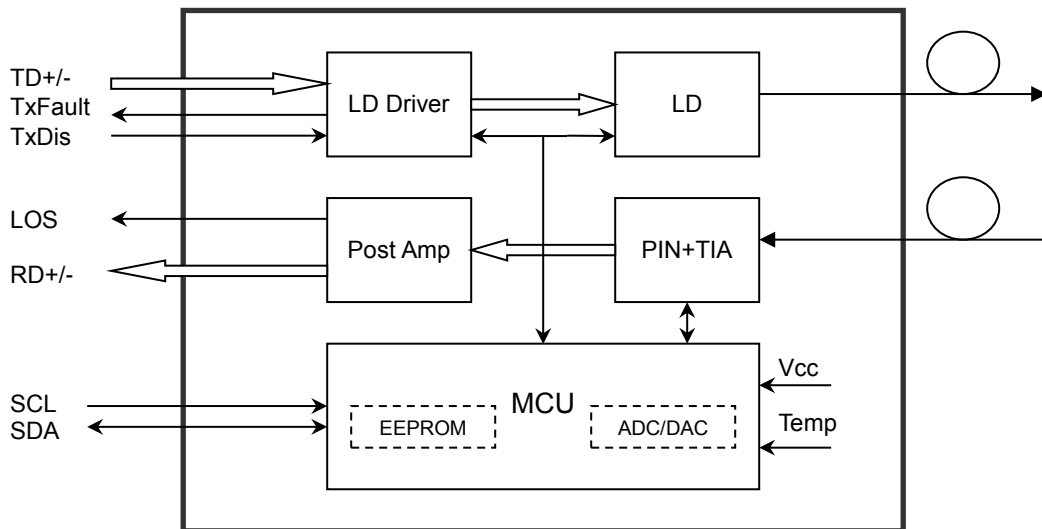 TD+/-
TxFault
TxDis
LD Driver
LD
LOS
RD+/-
Post Amp
PIN+TIA
SCL
SDA
MCU
EEPROM
ADC/DAC
Vcc
Temp